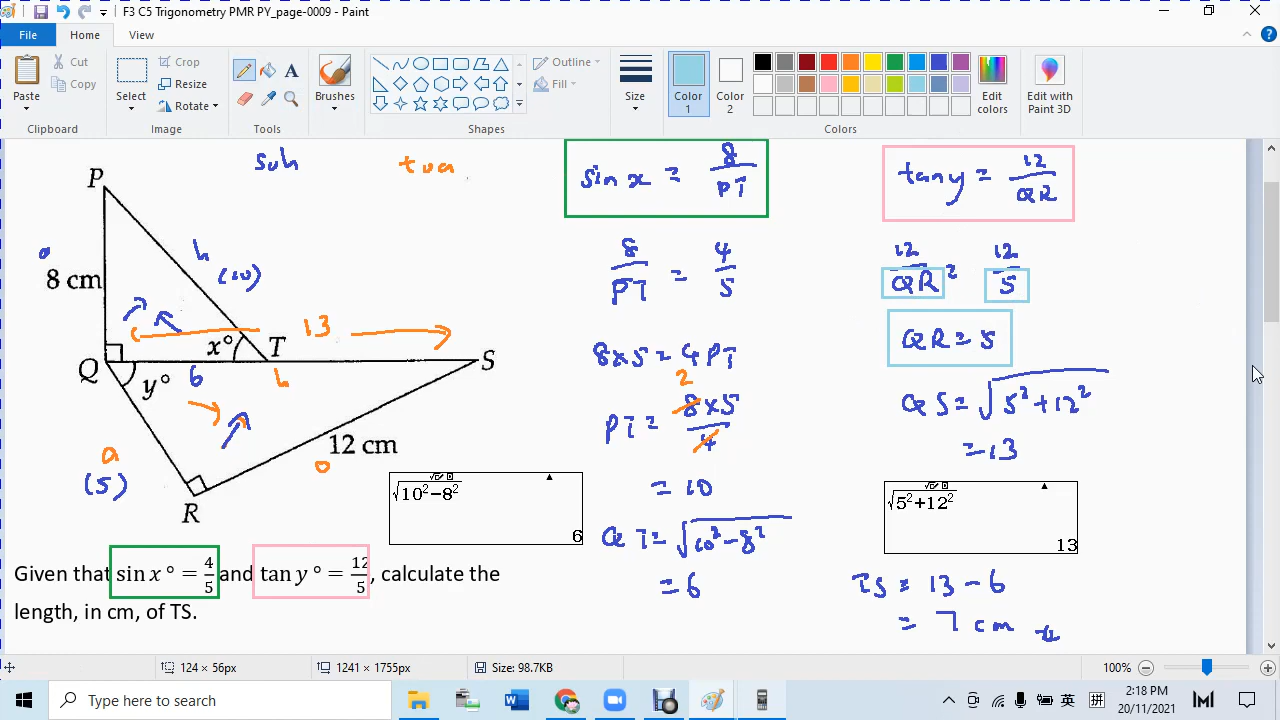 F3 C5 Trigonometry PMR PY_page-0009 - Paint
File Home View
Paste Cut Copy Clipboard
Select Crop Resize Rotate Image
Tools
Brushes
Shapes Outline Fill
Size
Color 1
Color 2
Colors
Edit colors
Edit with Paint 3D
soh toa
P
o
8 cm
h
(10)
13
x°
T
Q
y°
6
h
S
a
(5)
12 cm
o
R
√10²−8²
6
Given that sin x° = 4/5 and tan y° = 12/5, calculate the
length, in cm, of TS.
sin x = 8/PT
8/PT = 4/5
8x5 = 4PT
2
PT = 8x5/4
= 10
QT = √10²-8²
= 6
tan y = 12/QR
12/QR = 12/5
QR = 5
QS = √5²+12²
= 13
√5²+12²
13
TS = 13 - 6
= 7 cm
124 × 56px 1241 × 1755px Size: 98.7KB 100%
Type here to search
英 拼
2:18 PM
20/11/2021